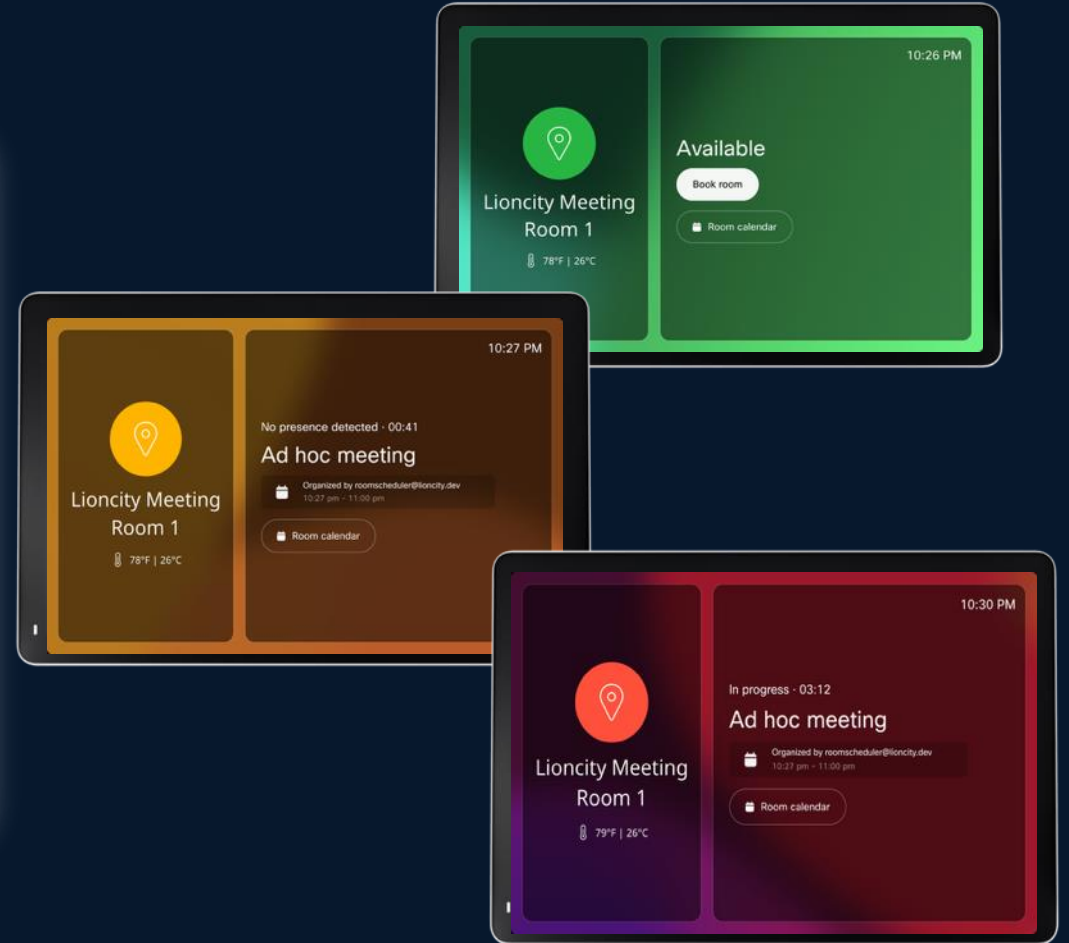 10:26 PM
Lioncity Meeting
Room 1
78°F | 26°C
Available
Book room
Room calendar
10:27 PM
Lioncity Meeting
Room 1
78°F | 26°C
No presence detected · 00:41
Ad hoc meeting
Organized by roomscheduler@lioncity.dev
10:27 pm - 11:00 pm
Room calendar
10:30 PM
Lioncity Meeting
Room 1
79°F | 26°C
In progress · 03:12
Ad hoc meeting
Organized by roomscheduler@lioncity.dev
10:27 pm - 11:00 pm
Room calendar